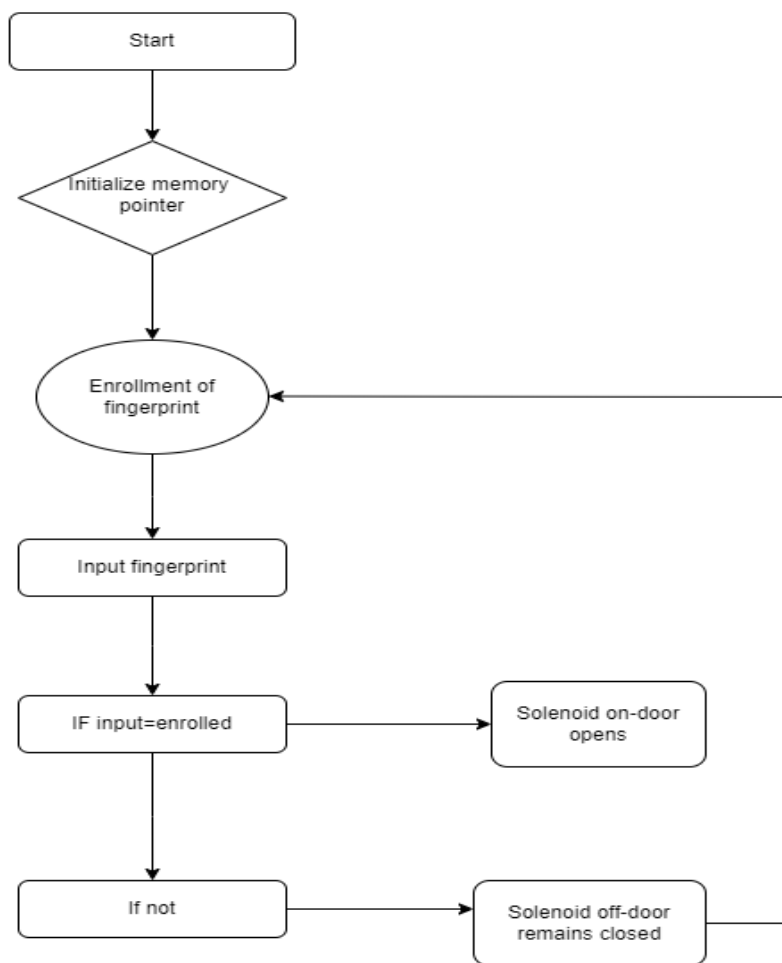 Start
Initialize memory
pointer
Enrollment of
fingerprint
Input fingerprint
IF input=enrolled
Solenoid on-door
opens
If not
Solenoid off-door
remains closed